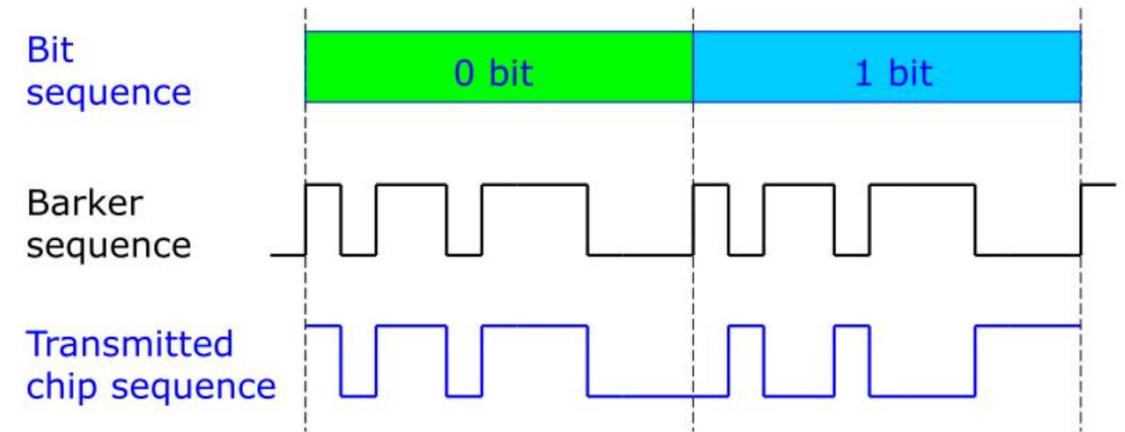 Bit
sequence
0 bit
1 bit
Barker
sequence
Transmitted
chip sequence